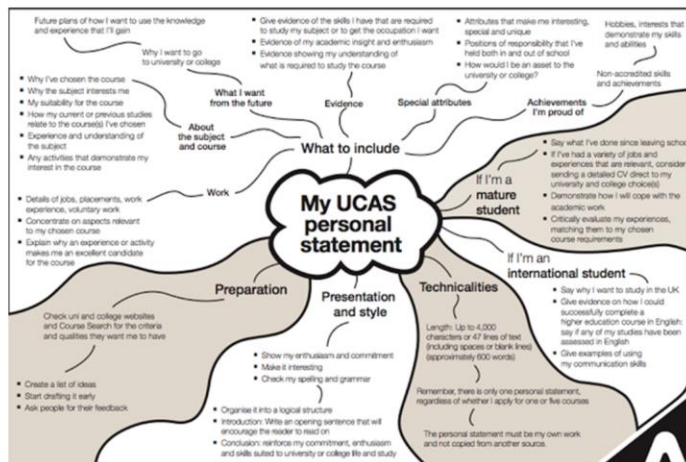 Future plans of how I want to use the knowledge
and experience that I'll gain
Why I want to go
to university or college
What I want
from the future
• Give evidence of the skills I have that are required
to study my subject or to get the occupation I want
• Evidence of my academic insight and enthusiasm
• Evidence showing my understanding of
what is required to study the course
Evidence
• Attributes that make me interesting,
special and unique
• Positions of responsibility that I've
held both in and out of school
• How would I be an asset to the
university or college?
Special attributes
Hobbies, interests that
demonstrate my skills
and abilities
Non-accredited skills
and achievements
Achievements
I'm proud of
• Why I've chosen the course
• Why the subject interests me
• My suitability for the course
• How my current or previous studies
relate to the course(s) I've chosen
• Experience and understanding of
the subject
• Any activities that demonstrate my
interest in the course
About
the subject
and course
What to include
Work
• Details of jobs, placements, work
experience, voluntary work
• Concentrate on aspects relevant
to my chosen course
• Explain why an experience or activity
makes me an excellent candidate
for the course
My UCAS
personal
statement
If I'm a
mature
student
• Say what I've done since leaving school
• If I've had a variety of jobs and
experiences that are relevant, consider
sending a detailed CV direct to my
university and college choice(s)
• Demonstrate how I will cope with the
academic work
• Critically evaluate my experiences,
matching them to my chosen
course requirements
If I'm an
international student
• Say why I want to study in the UK
• Give evidence on how I could
successfully complete a
higher education course in English:
say if any of my studies have been
assessed in English
• Give examples of using
my communication skills
Preparation
Check uni and college websites
and Course Search for the criteria
and qualities they want me to have
• Create a list of ideas
• Start drafting it early
• Ask people for their feedback
Presentation
and style
• Show my enthusiasm and commitment
• Make it interesting
• Check my spelling and grammar
• Organise it into a logical structure
• Introduction: Write an opening sentence that will
encourage the reader to read on
• Conclusion: reinforce my commitment, enthusiasm
and skills suited to university or college life and study
Technicalities
Length: Up to 4,000
characters or 47 lines of text
(including spaces or blank lines)
(approximately 600 words)
Remember, there is only one personal statement,
regardless of whether I apply for one or five courses
The personal statement must be my own work
and not copied from another source.